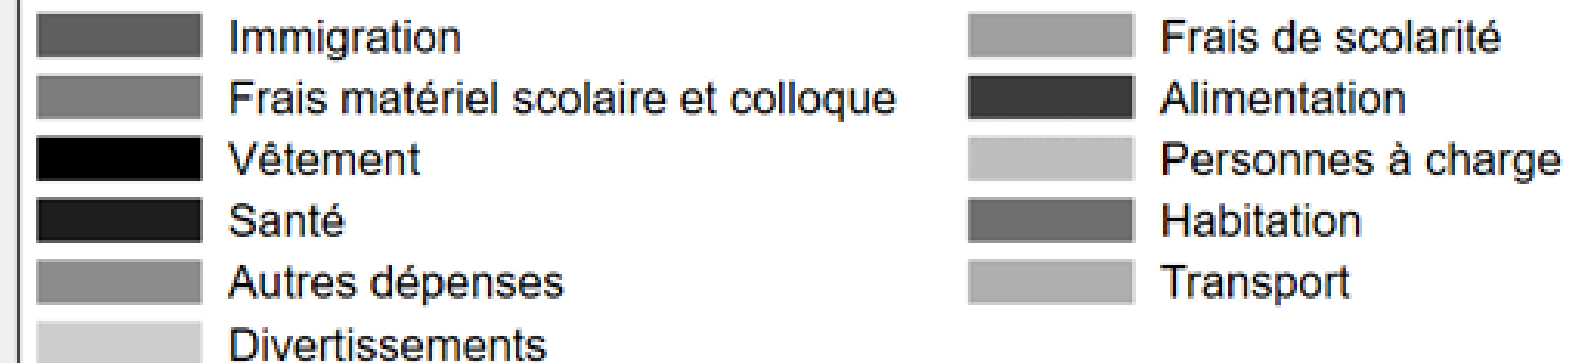 Immigration
Frais de scolarité
Frais matériel scolaire et colloque
Alimentation
Vêtement
Personnes à charge
Santé
Habitation
Autres dépenses
Transport
Divertissements